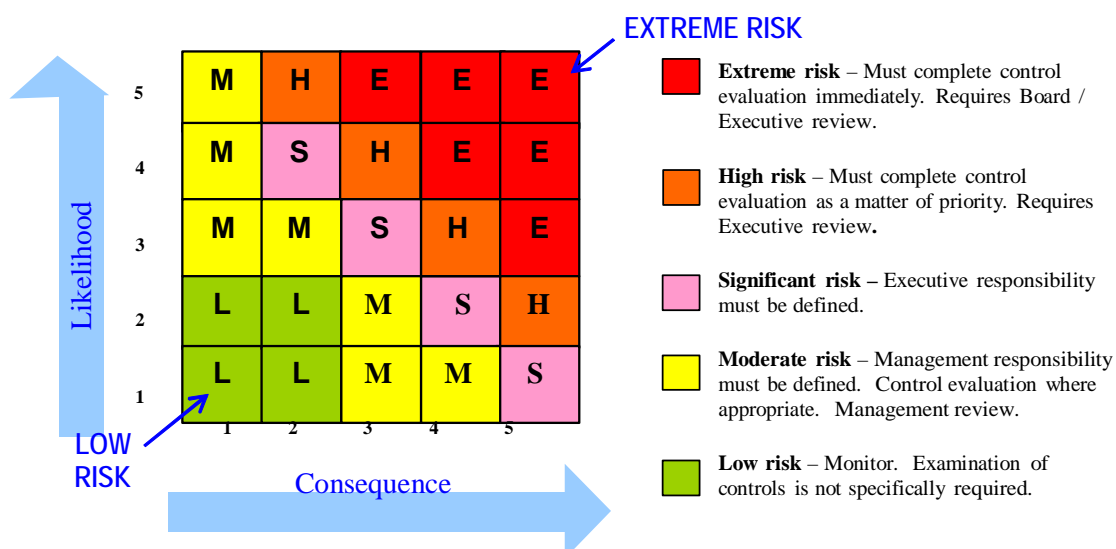 EXTREME RISK
5 M H E E E
4 M S H E E
3 M M S H E
2 L L M S H
1 L L M M S
1 2 3 4 5
Likelihood
LOW
RISK
Consequence
Extreme risk – Must complete control
evaluation immediately. Requires Board /
Executive review.
High risk – Must complete control
evaluation as a matter of priority. Requires
Executive review.
Significant risk – Executive responsibility
must be defined.
Moderate risk – Management responsibility
must be defined. Control evaluation where
appropriate. Management review.
Low risk – Monitor. Examination of
controls is not specifically required.